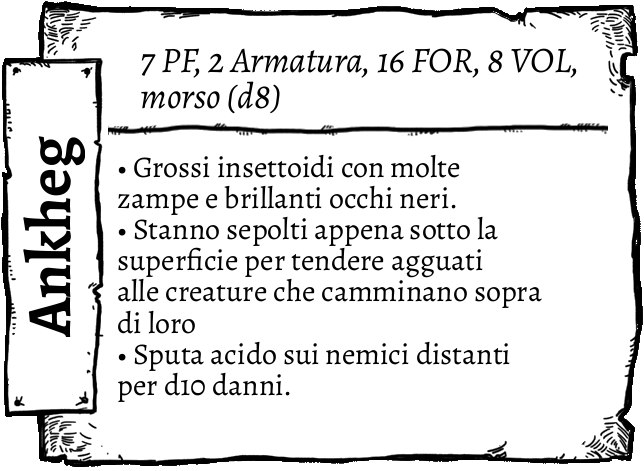 Ankheg
7 PF, 2 Armatura, 16 FOR, 8 VOL,
morso (d8)
• Grossi insettoidi con molte
zampe e brillanti occhi neri.
• Stanno sepolti appena sotto la
superficie per tendere agguati
alle creature che camminano sopra
di loro
• Sputa acido sui nemici distanti
per d10 danni.